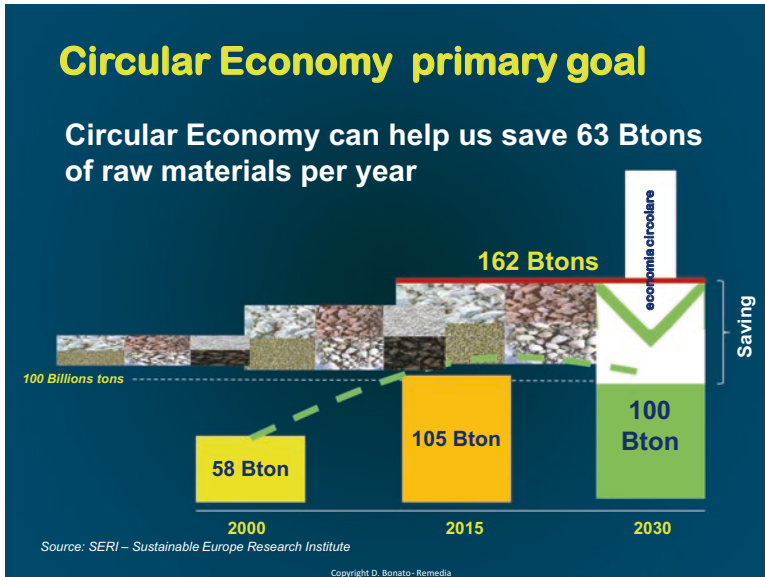 Circular Economy primary goal
Circular Economy can help us save 63 Btons
of raw materials per year
economia circolare
162 Btons
Saving
100 Billions tons
100
Bton
105 Bton
58 Bton
2000
2015
2030
Source: SERI – Sustainable Europe Research Institute
Copyright D. Bonato - Remedia